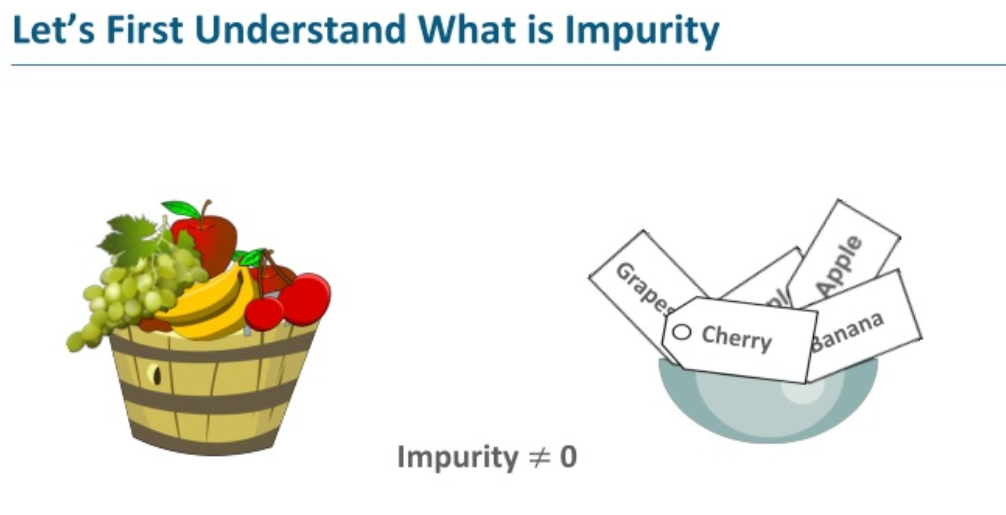 Let's First Understand What is Impurity
Grapes
Apple
Cherry
Banana
Impurity ≠ 0